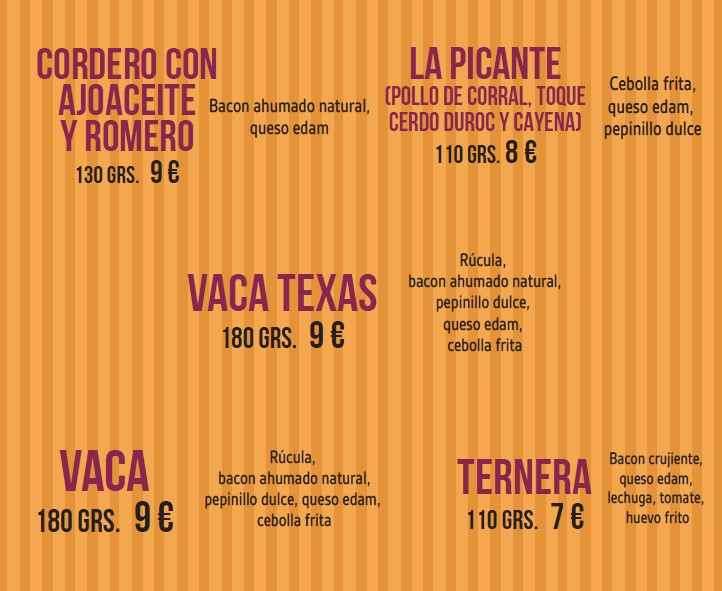 CORDERO CON
AJOACEITE
Y ROMERO
130 GRS. 9 €
Bacon ahumado natural,
queso edam
LA PICANTE
(POLLO DE CORRAL, TOQUE
CERDO DUROC Y CAYENA)
110 GRS. 8 €
Cebolla frita,
queso edam,
pepinillo dulce
VACA TEXAS
180 GRS. 9 €
Rúcula,
bacon ahumado natural,
pepinillo dulce,
queso edam,
cebolla frita
VACA
180 GRS. 9 €
Rúcula,
bacon ahumado natural,
pepinillo dulce, queso edam,
cebolla frita
TERNERA
110 GRS. 7 €
Bacon crujiente,
queso edam,
lechuga, tomate,
huevo frito